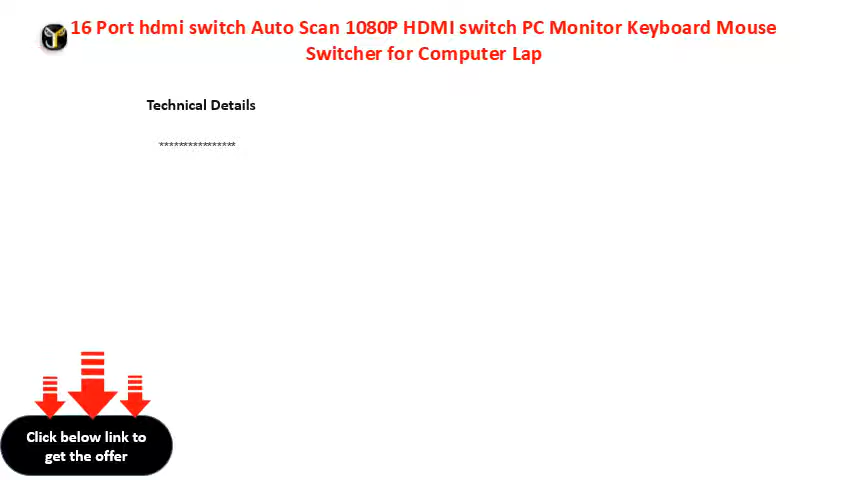 16 Port hdmi switch Auto Scan 1080P HDMI switch PC Monitor Keyboard Mouse
Switcher for Computer Lap
Technical Details
****************
Click below link to
get the offer